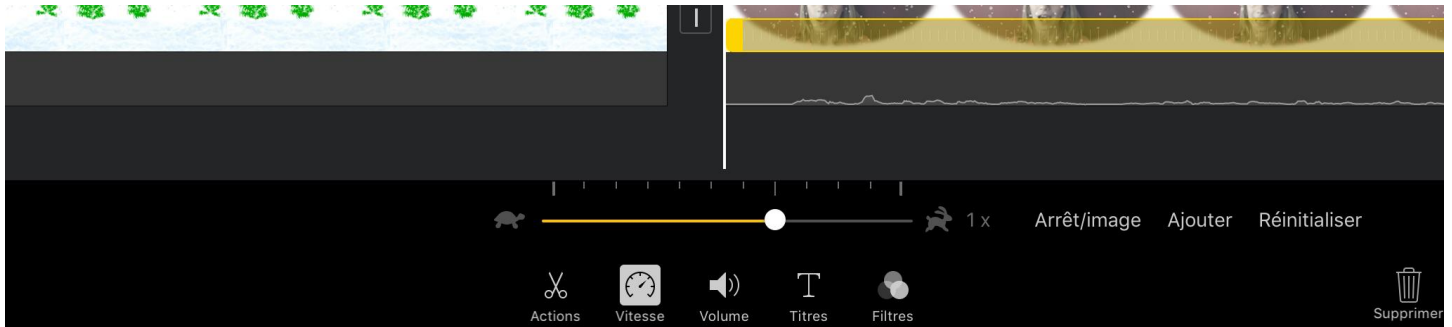 1 x Arrêt/image Ajouter Réinitialiser
Actions Vitesse Volume Titres Filtres Supprimer